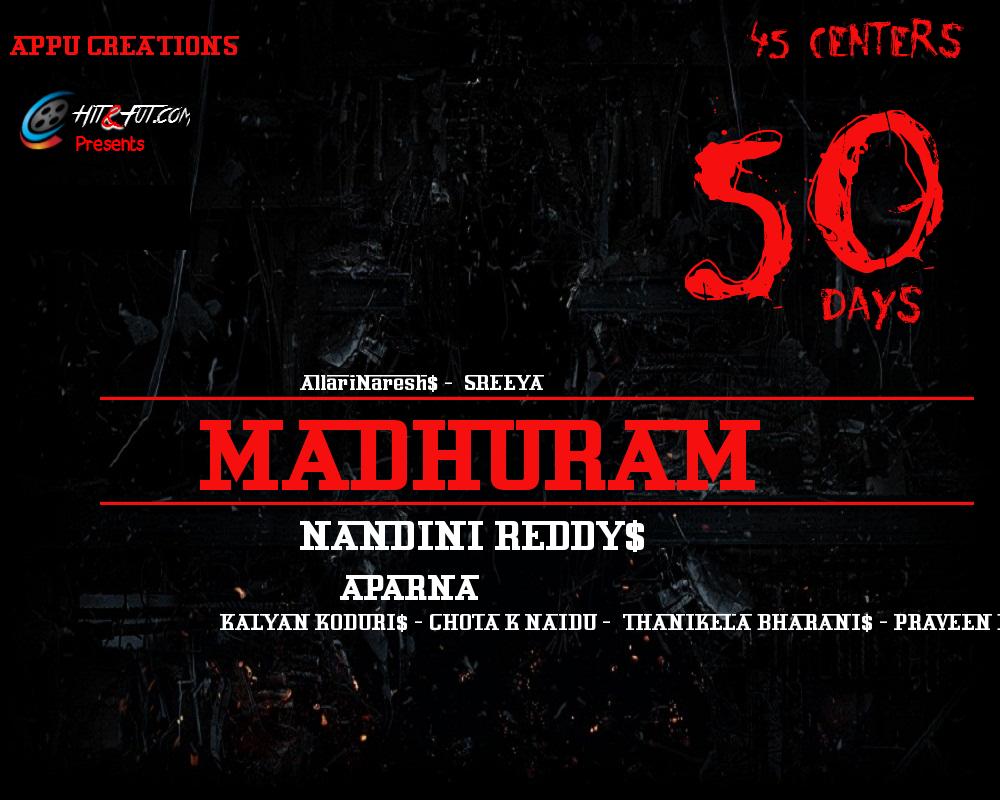 APPU CREATIONS
45 CENTERS
HIT&FUT.COM
Presents
50
DAYS
AllariNaresh$ - SREEYA
MADHURAM
NANDINI REDDY$
APARNA
KALYAN KODURI$ - CHOTA K NAIDU - THANIKELLA BHARANI$ - PRAVEEN